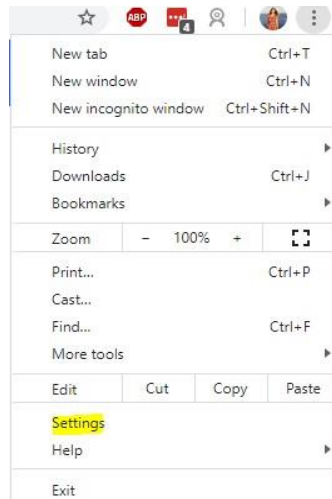 ABP
4
New tab Ctrl+T
New window Ctrl+N
New incognito window Ctrl+Shift+N
History
Downloads Ctrl+J
Bookmarks
Zoom - 100% +
Print... Ctrl+P
Cast...
Find... Ctrl+F
More tools
Edit Cut Copy Paste
Settings
Help
Exit